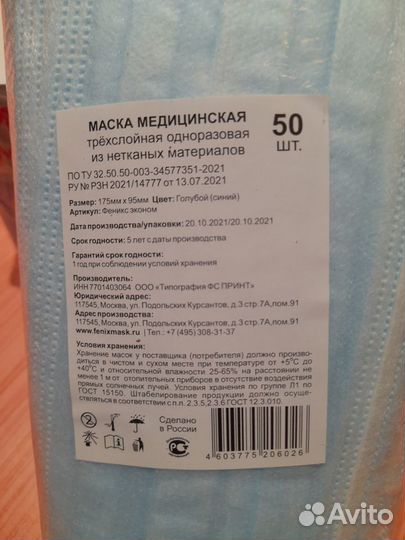 МАСКА МЕДИЦИНСКАЯ
трёхслойная одноразовая
из нетканых материалов
50
ШТ.
ПО ТУ 32.50.50-003-34577351-2021
РУ № РЗН 2021/14777 от 13.07.2021
Размер: 175мм х 95мм Цвет: Голубой (синий)
Артикул: Феникс эконом
Дата производства/упаковки: 20.10.2021/20.10.2021
Срок годности: 5 лет с даты производства
Гарантий срок годности:
1 год при соблюдении условий хранения
Производитель:
ИНН 7701403064 ООО «Типография ФС ПРИНТ»
Юридический адрес:
117545, Москва, ул. Подольских Курсантов, д.3 стр.7А,пом.91
Адрес производства:
117545, Москва, ул. Подольских Курсантов, д.3 стр.7А,пом.91
www.fenixmask.ru |Тел.: +7 (495) 308-31-37
Условия хранения:
Хранение масок у поставщика (потребителя) должно производ-
иться в чистом и сухом месте при температуре от +5°C до
+40°C и относительной влажности 25-65% на расстоянии не
менее 1 м от отопительных приборов в отсутствие воздействия
прямых солнечных лучей. Условия хранения по группе Л1 по
ГОСТ 15150. Штабелирование продукции должно осущес-
твляться в соответствии с п.п. 2.3.5,2.3.6 ГОСТ 12.3.010.
Сделано
в России
4 603775 206026
Avito